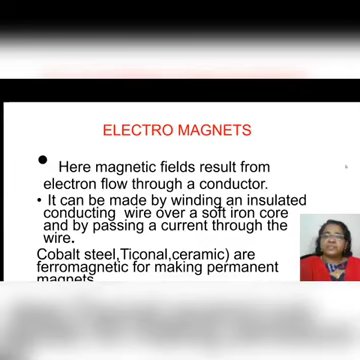 ELECTRO MAGNETS
• Here magnetic fields result from
electron flow through a conductor.
• It can be made by winding an insulated
conducting wire over a soft iron core
and by passing a current through the
wire.
Cobalt steel,Ticonal,ceramic) are
ferromagnetic for making permanent
magnets